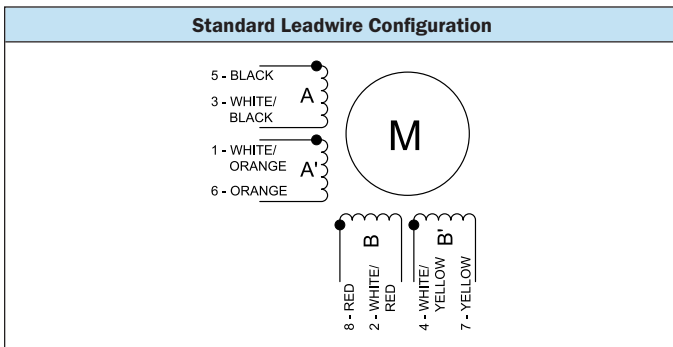 Standard Leadwire Configuration
5 - BLACK
3 - WHITE/
BLACK
A
1 - WHITE/
ORANGE
6 - ORANGE
A'
M
B
B'
8 - RED
2 - WHITE/
RED
4 - WHITE/
YELLOW
7 - YELLOW